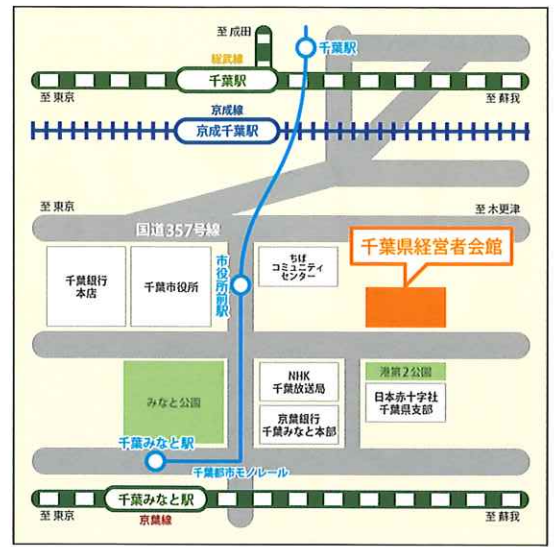 至 成田
千葉駅
総武線
千葉駅
至 東京
至 蘇我
京成線
京成千葉駅
至 東京
至 木更津
国道357号線
千葉県経営者会館
千葉銀行
本店
千葉市役所
市役所前駅
ちば
コミュニティ
センター
みなと公園
NHK
千葉放送局
京葉銀行
千葉みなと本部
港第2公園
日本赤十字社
千葉県支部
千葉みなと駅
千葉都市モノレール
千葉みなと駅
至 東京
京葉線
至 蘇我